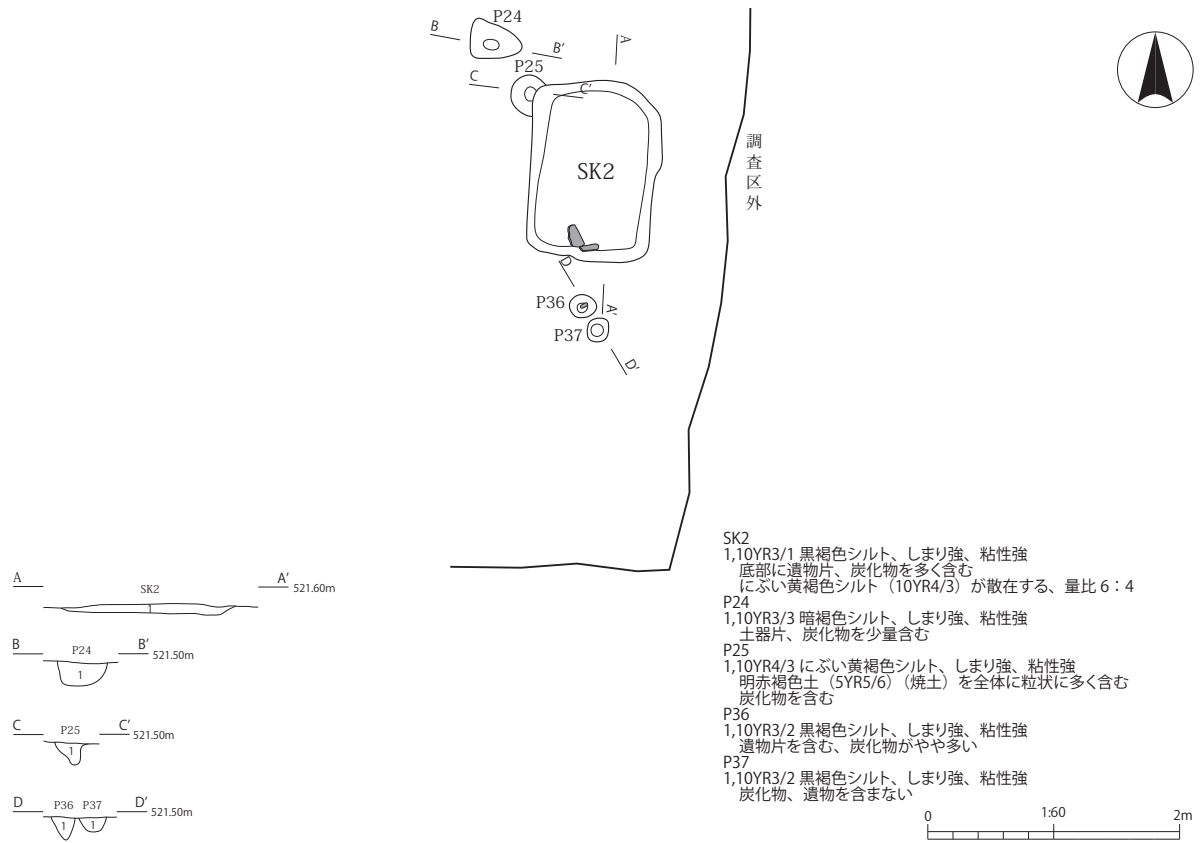 P24
B
B'
A
P25
C
C'
SK2
調査区外
D
P36
A'
P37
D'
A
SK2
A'
521.60m
1
B
P24
B'
521.50m
1
C
P25
C'
521.50m
1
D
P36
P37
D'
521.50m
1
1
SK2
1,10YR3/1 黒褐色シルト、しまり強、粘性強
底部に遺物片、炭化物を多く含む
にぶい黄褐色シルト（10YR4/3）が散在する、量比 6：4
P24
1,10YR3/3 暗褐色シルト、しまり強、粘性強
土器片、炭化物を少量含む
P25
1,10YR4/3 にぶい黄褐色シルト、しまり強、粘性強
明赤褐色土（5YR5/6）（焼土）を全体に粒状に多く含む
炭化物を含む
P36
1,10YR3/2 黒褐色シルト、しまり強、粘性強
遺物片を含む、炭化物がやや多い
P37
1,10YR3/2 黒褐色シルト、しまり強、粘性強
炭化物、遺物を含まない
0
1:60
2m